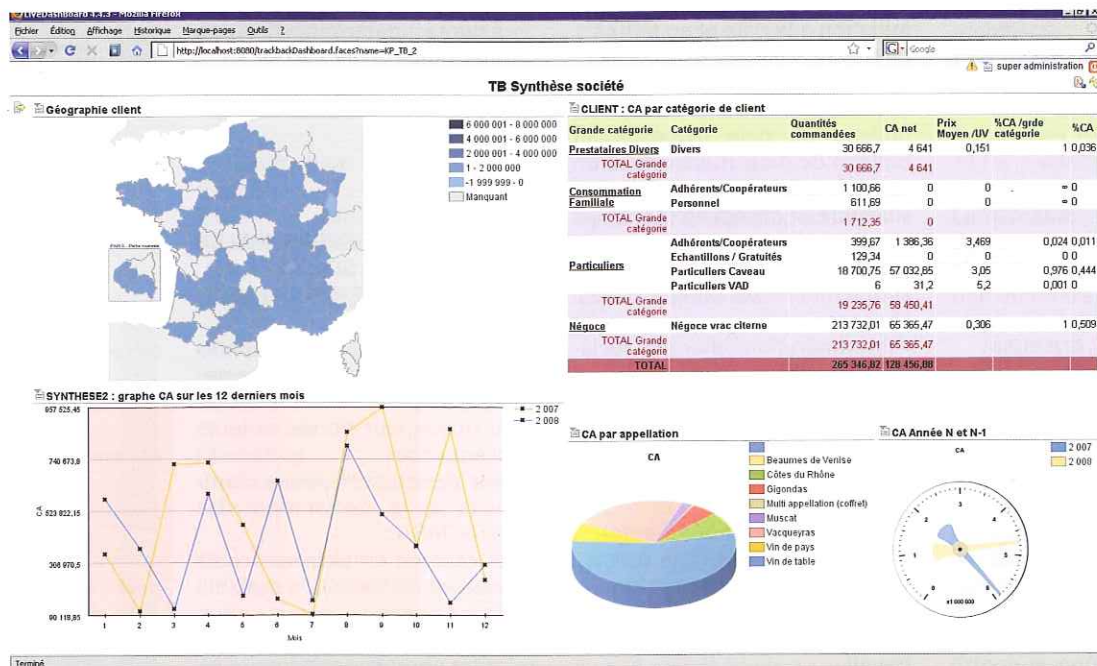 LiveDashboard 4.4.3 - Mozilla Firefox
Fichier Édition Affichage Historique Marque-pages Outils ?
http://localhost:8080/trackbackDashboard.faces?name=KP_TB_2
Google
super administration
TB Synthèse société
Géographie client
6 000 001 - 8 000 000
4 000 001 - 6 000 000
2 000 001 - 4 000 000
1 - 2 000 000
-1 999 999 - 0
Manquant
CLIENT : CA par catégorie de client
Grande catégorie Catégorie Quantités commandées CA net Prix Moyen /UV %CA /grde catégorie %CA
Prestataires Divers Divers 30 666,7 4 641 0,151 1 0,036
TOTAL Grande catégorie 30 666,7 4 641
Consommation Familiale Adhérents/Coopérateurs 1 100,66 0 0 ∞ 0
Personnel 611,69 0 0 ∞ 0
TOTAL Grande catégorie 1 712,35 0
Particuliers Adhérents/Coopérateurs 399,67 1 386,36 3,469 0,024 0,011
Echantillons / Gratuités 129,34 0 0 0 0
Particuliers Caveau 18 700,75 57 032,85 3,05 0,976 0,444
Particuliers VAD 6 31,2 5,2 0,001 0
TOTAL Grande catégorie 19 235,76 58 450,41
Négoce Négoce vrac citerne 213 732,01 65 365,47 0,306 1 0,509
TOTAL Grande catégorie 213 732,01 65 365,47
TOTAL 265 346,82 128 456,88
SYNTHESE2 : graphe CA sur les 12 derniers mois
2 007
2 008
957 525,45
740 673,8
523 822,15
306 970,5
90 118,85
CA
1 2 3 4 5 6 7 8 9 10 11 12
Mois
CA par appellation
CA
Beaumes de Venise
Côtes du Rhône
Gigondas
Multi appellation (coffret)
Muscat
Vacqueyras
Vin de pays
Vin de table
CA Année N et N-1
CA
2 007
2 008
0 1 2 3 4 5 6
x1 000 000
Terminé